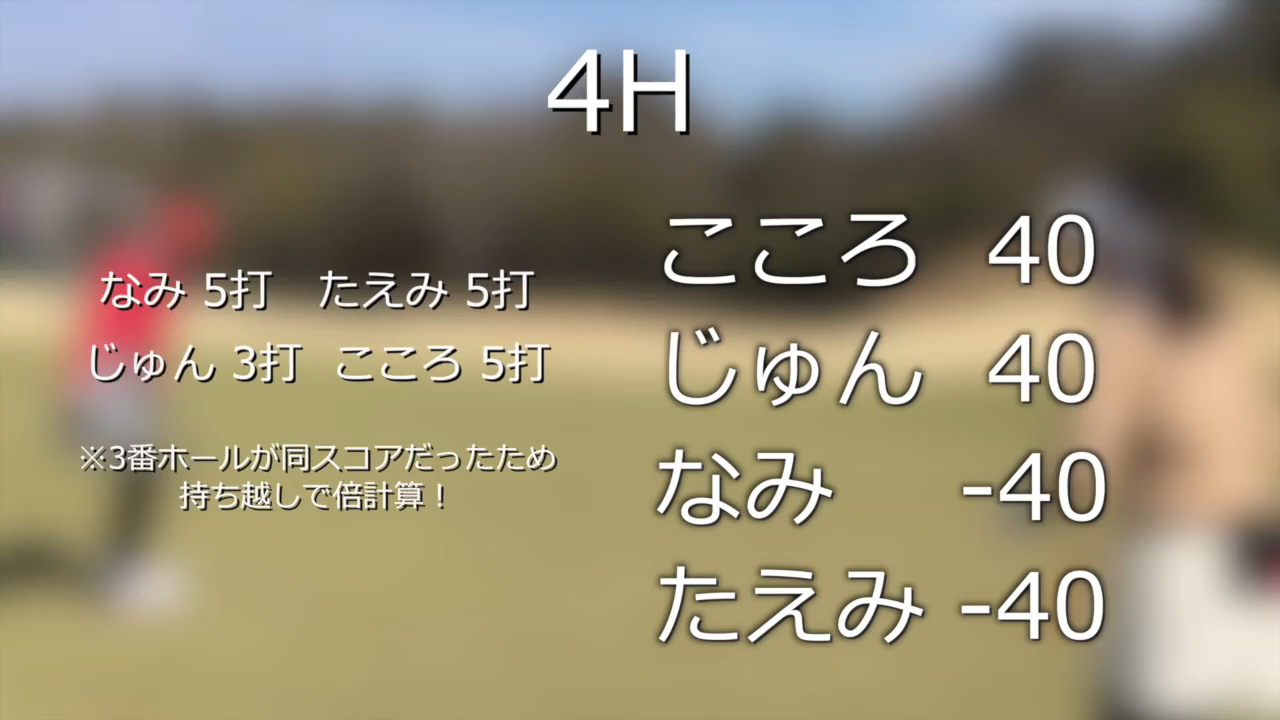 4H
なみ 5打　たえみ 5打
じゅん 3打　こころ 5打
※3番ホールが同スコアだったため
持ち越しで倍計算！
こころ 40
じゅん 40
なみ -40
たえみ -40